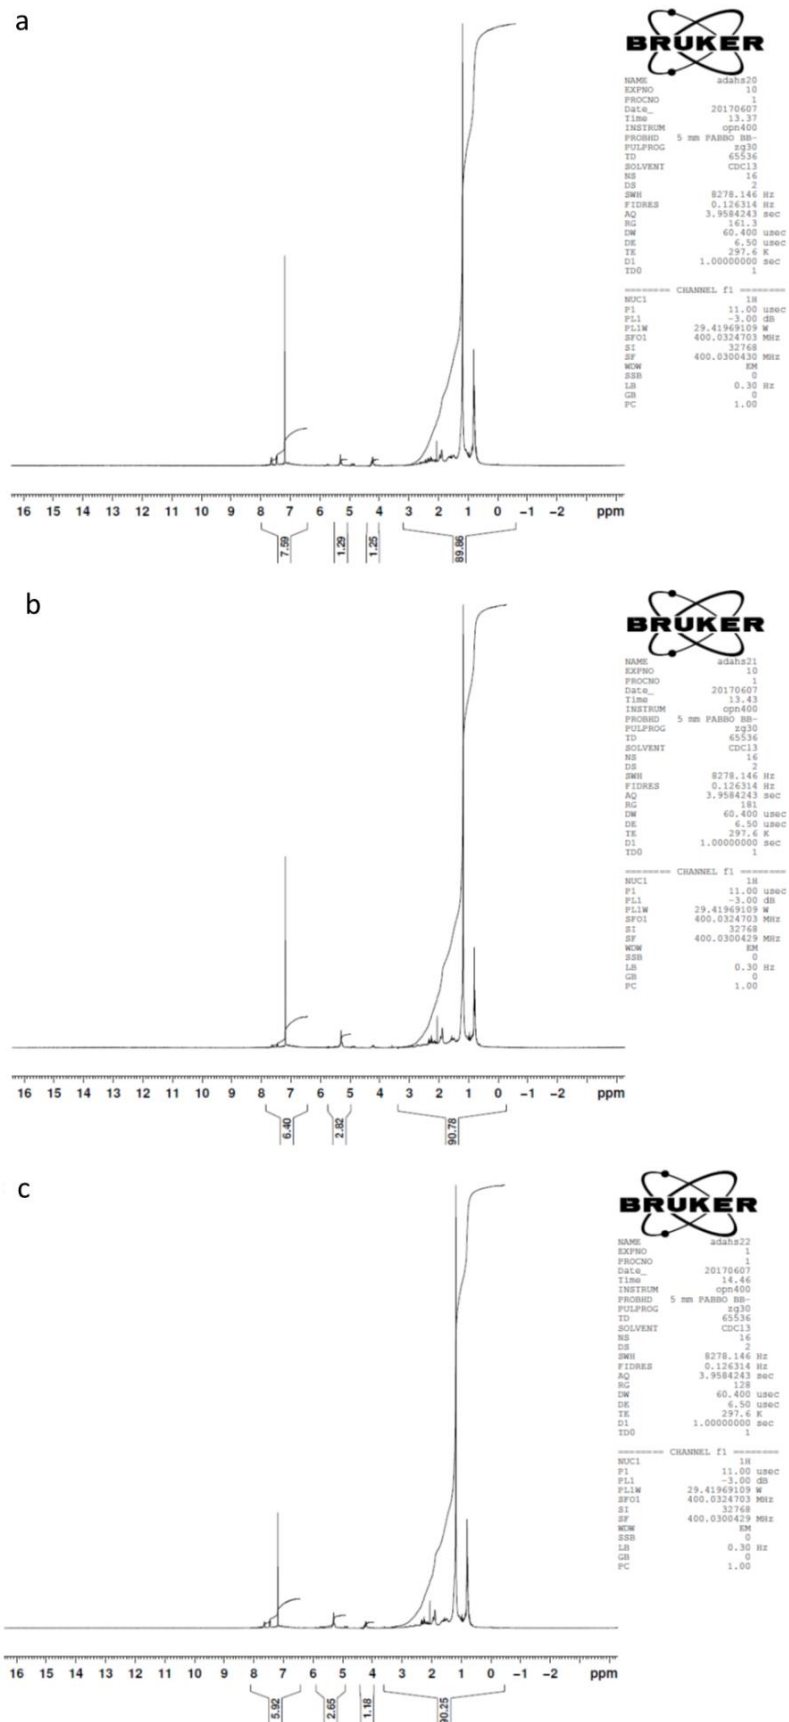 a
BRUKER
NAME adahs20
EXPNO 10
PROCNO 1
Date_ 20170607
Time 13.37
INSTRUM opn400
PROBHD 5 mm PABBO BB-
PULPROG zg30
TD 65536
SOLVENT CDCl3
NS 16
DS 2
SWH 8278.146 Hz
FIDRES 0.126314 Hz
AQ 3.9584243 sec
RG 161.3
DW 60.400 usec
DE 6.50 usec
TE 297.6 K
D1 1.00000000 sec
TD0 1
======== CHANNEL f1 ========
NUC1 1H
P1 11.00 usec
PL1 -3.00 dB
PL1W 29.41969109 W
SFO1 400.0324703 MHz
SI 32768
SF 400.0300430 MHz
WDW EM
SSB 0
LB 0.30 Hz
GB 0
PC 1.00
16 15 14 13 12 11 10 9 8 7 6 5 4 3 2 1 0 -1 -2 ppm
7.59 1.29 1.25 89.86
b
BRUKER
NAME adahs21
EXPNO 10
PROCNO 1
Date_ 20170607
Time 13.43
INSTRUM opn400
PROBHD 5 mm PABBO BB-
PULPROG zg30
TD 65536
SOLVENT CDCl3
NS 16
DS 2
SWH 8278.146 Hz
FIDRES 0.126314 Hz
AQ 3.9584243 sec
RG 181
DW 60.400 usec
DE 6.50 usec
TE 297.6 K
D1 1.00000000 sec
TD0 1
======== CHANNEL f1 ========
NUC1 1H
P1 11.00 usec
PL1 -3.00 dB
PL1W 29.41969109 W
SFO1 400.0324703 MHz
SI 32768
SF 400.0300429 MHz
WDW EM
SSB 0
LB 0.30 Hz
GB 0
PC 1.00
16 15 14 13 12 11 10 9 8 7 6 5 4 3 2 1 0 -1 -2 ppm
6.40 2.82 90.78
c
BRUKER
NAME adahs22
EXPNO 1
PROCNO 1
Date_ 20170607
Time 14.46
INSTRUM opn400
PROBHD 5 mm PABBO BB-
PULPROG zg30
TD 65536
SOLVENT CDCl3
NS 16
DS 2
SWH 8278.146 Hz
FIDRES 0.126314 Hz
AQ 3.9584243 sec
RG 128
DW 60.400 usec
DE 6.50 usec
TE 297.6 K
D1 1.00000000 sec
TD0 1
======== CHANNEL f1 ========
NUC1 1H
P1 11.00 usec
PL1 -3.00 dB
PL1W 29.41969109 W
SFO1 400.0324703 MHz
SI 32768
SF 400.0300429 MHz
WDW EM
SSB 0
LB 0.30 Hz
GB 0
PC 1.00
16 15 14 13 12 11 10 9 8 7 6 5 4 3 2 1 0 -1 -2 ppm
5.92 2.65 1.18 90.25